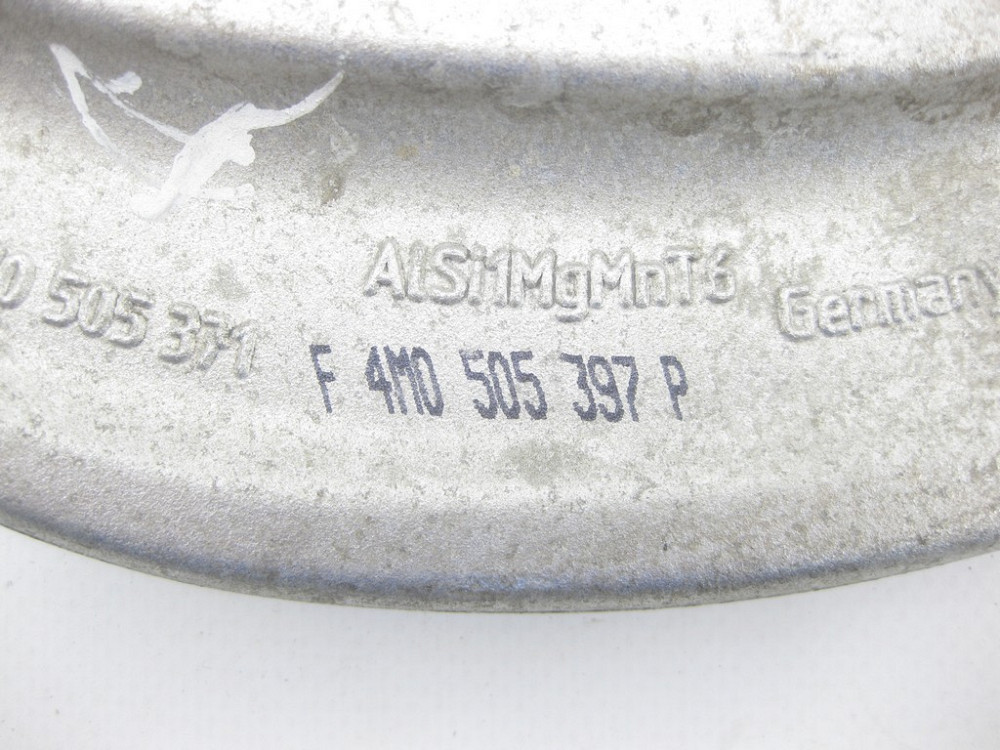 0 505 371
AlSi1MgMnT6
Germany
F 4M0 505 397 P